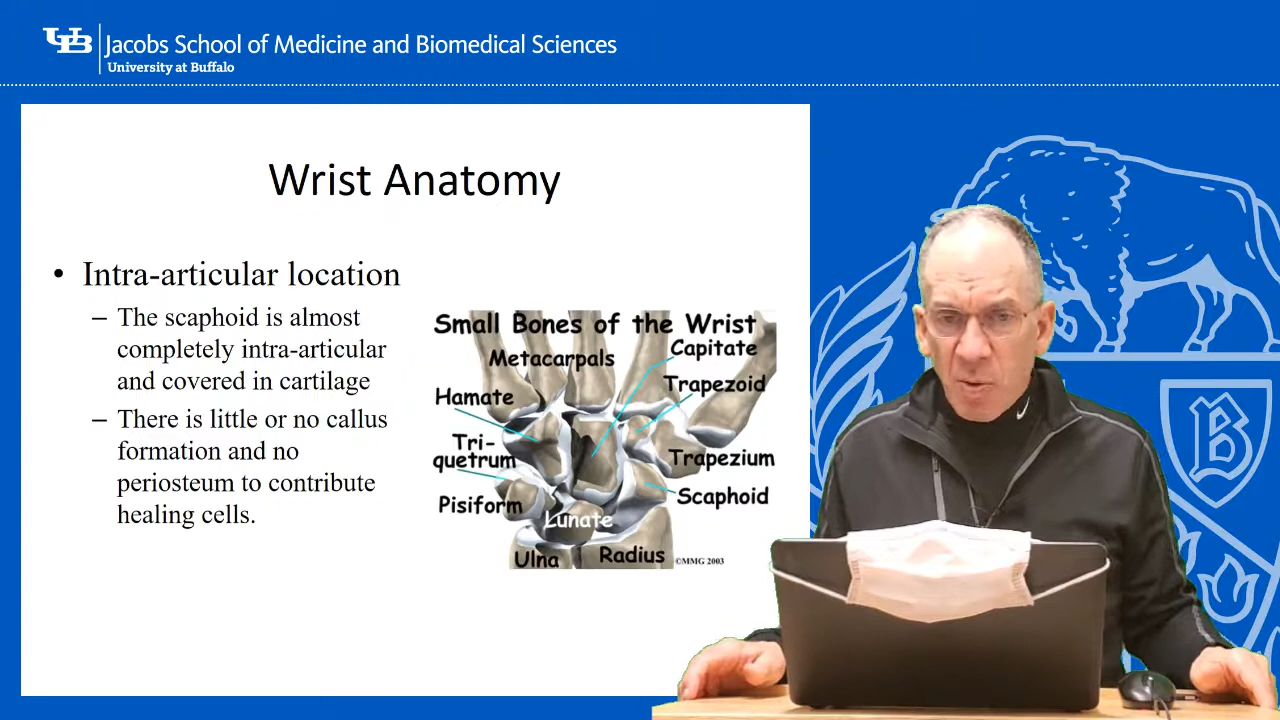 UB
Jacobs School of Medicine and Biomedical Sciences
University at Buffalo
Wrist Anatomy
• Intra-articular location
– The scaphoid is almost
completely intra-articular
and covered in cartilage
– There is little or no callus
formation and no
periosteum to contribute
healing cells.
Small Bones of the Wrist
Metacarpals
Capitate
Trapezoid
Hamate
Tri-
quetrum
Trapezium
Pisiform
Scaphoid
Lunate
Ulna
Radius
©MMG 2003
B